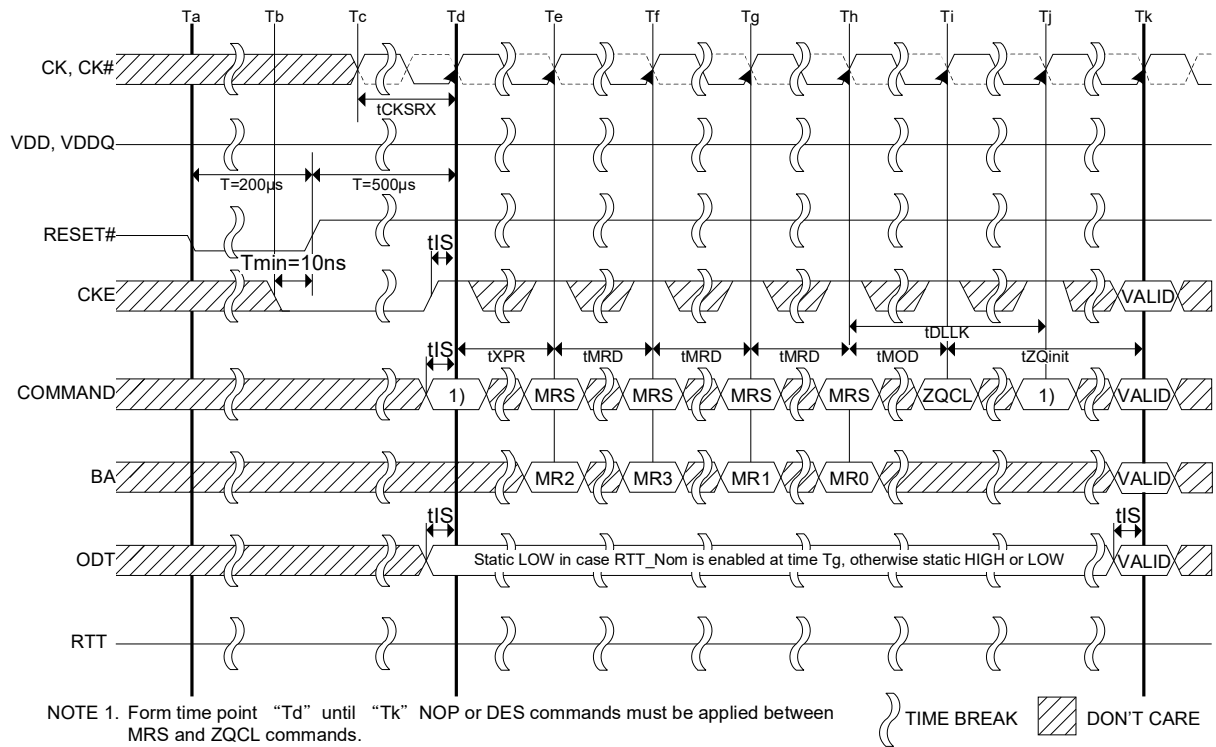 Ta Tb Tc Td Te Tf Tg Th Ti Tj Tk
CK, CK#
tCKSRX
VDD, VDDQ
T=200µs T=500µs
RESET#
tIS
Tmin=10ns
CKE VALID
tDLLK
tIS tXPR tMRD tMRD tMRD tMOD tZQinit
COMMAND 1) MRS MRS MRS MRS ZQCL 1) VALID
BA MR2 MR3 MR1 MR0 VALID
tIS tIS
ODT Static LOW in case RTT_Nom is enabled at time Tg, otherwise static HIGH or LOW VALID
RTT
NOTE 1. Form time point “Td” until “Tk” NOP or DES commands must be applied between
MRS and ZQCL commands.
TIME BREAK DON'T CARE